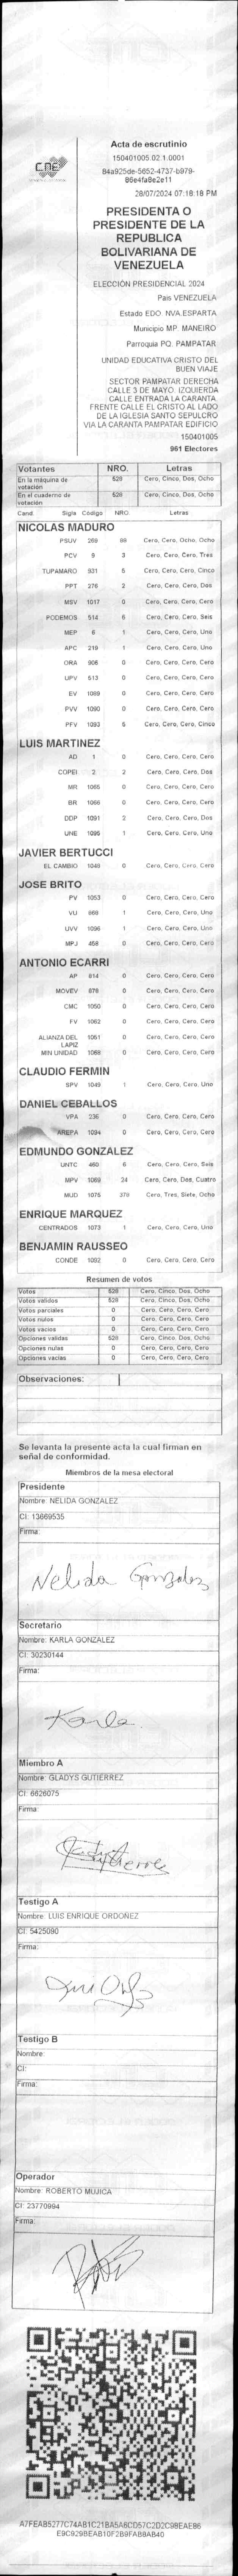 CNE
Acta de escrutinio
150401005.02.1.0001
84a925de-5652-4737-b979-
86e4fa8e2e11
28/07/2024 07:18:18 PM
PRESIDENTA O
PRESIDENTE DE LA
REPUBLICA
BOLIVARIANA DE
VENEZUELA
ELECCIÓN PRESIDENCIAL 2024
Pais VENEZUELA
Estado EDO. NVA.ESPARTA
Municipio MP. MANEIRO
Parroquia PQ. PAMPATAR
UNIDAD EDUCATIVA CRISTO DEL
BUEN VIAJE
SECTOR PAMPATAR DERECHA
CALLE 3 DE MAYO. IZQUIERDA
CALLE ENTRADA LA CARANTA.
FRENTE CALLE EL CRISTO AL LADO
DE LA IGLESIA SANTO SEPULCRO
VIA LA CARANTA PAMPATAR EDIFICIO
150401005
961 Electores
Votantes NRO. Letras
En la máquina de votación 528 Cero, Cinco, Dos, Ocho
En el cuaderno de votación 528 Cero, Cinco, Dos, Ocho
Cand Sigla Código NRO Letras
NICOLAS MADURO
PSUV 269 88 Cero, Cero, Ocho, Ocho
PCV 9 3 Cero, Cero, Cero, Tres
TUPAMARO 931 5 Cero, Cero, Cero, Cinco
PPT 276 2 Cero, Cero, Cero, Dos
MSV 1017 0 Cero, Cero, Cero, Cero
PODEMOS 514 6 Cero, Cero, Cero, Seis
MEP 6 1 Cero, Cero, Cero, Uno
APC 219 1 Cero, Cero, Cero, Uno
ORA 906 0 Cero, Cero, Cero, Cero
UPV 513 0 Cero, Cero, Cero, Cero
EV 1089 0 Cero, Cero, Cero, Cero
PVV 1090 0 Cero, Cero, Cero, Cero
PFV 1093 5 Cero, Cero, Cero, Cinco
LUIS MARTINEZ
AD 1 0 Cero, Cero, Cero, Cero
COPEI 2 2 Cero, Cero, Cero, Dos
MR 1065 0 Cero, Cero, Cero, Cero
BR 1066 0 Cero, Cero, Cero, Cero
DDP 1091 2 Cero, Cero, Cero, Dos
UNE 1095 1 Cero, Cero, Cero, Uno
JAVIER BERTUCCI
EL CAMBIO 1048 0 Cero, Cero, Cero, Cero
JOSE BRITO
PV 1053 0 Cero, Cero, Cero, Cero
VU 669 1 Cero, Cero, Cero, Uno
UVV 1096 1 Cero, Cero, Cero, Uno
MPJ 458 0 Cero, Cero, Cero, Cero
ANTONIO ECARRI
AP 814 0 Cero, Cero, Cero, Cero
MOVEV 678 0 Cero, Cero, Cero, Cero
CMC 1050 0 Cero, Cero, Cero, Cero
FV 1062 0 Cero, Cero, Cero, Cero
ALIANZA DEL LAPIZ 1051 0 Cero, Cero, Cero, Cero
MIN UNIDAD 1068 0 Cero, Cero, Cero, Cero
CLAUDIO FERMIN
SPV 1049 1 Cero, Cero, Cero, Uno
DANIEL CEBALLOS
VPA 236 0 Cero, Cero, Cero, Cero
AREPA 1094 0 Cero, Cero, Cero, Cero
EDMUNDO GONZALEZ
UNTC 460 6 Cero, Cero, Cero, Seis
MPV 1069 24 Cero, Cero, Dos, Cuatro
MUD 1075 378 Cero, Tres, Siete, Ocho
ENRIQUE MARQUEZ
CENTRADOS 1073 1 Cero, Cero, Cero, Uno
BENJAMIN RAUSSEO
CONDE 1092 0 Cero, Cero, Cero, Cero
Resumen de votos
Votos 528 Cero, Cinco, Dos, Ocho
Votos validos 528 Cero, Cinco, Dos, Ocho
Votos parciales 0 Cero, Cero, Cero, Cero
Votos nulos 0 Cero, Cero, Cero, Cero
Votos vacios 0 Cero, Cero, Cero, Cero
Opciones validas 528 Cero, Cinco, Dos, Ocho
Opciones nulas 0 Cero, Cero, Cero, Cero
Opciones vacias 0 Cero, Cero, Cero, Cero
Observaciones:
Se levanta la presente acta la cual firman en
señal de conformidad.
Miembros de la mesa electoral
Presidente
Nombre: NELIDA GONZALEZ
CI: 13669535
Firma:
Nelida Gonzalez
Secretario
Nombre: KARLA GONZALEZ
CI: 30230144
Firma:
Karla
Miembro A
Nombre: GLADYS GUTIERREZ
CI: 6626075
Firma:
Testigo A
Nombre: LUIS ENRIQUE ORDOÑEZ
CI: 5425090
Firma:
Testigo B
Nombre:
CI:
Firma:
Operador
Nombre: ROBERTO MUJICA
CI: 23770994
Firma:
A7FEAB5277C74AB1C21BA5A6CD57C2D2C98EAE86
E9C929BEAB10F2B9FAB8AB40